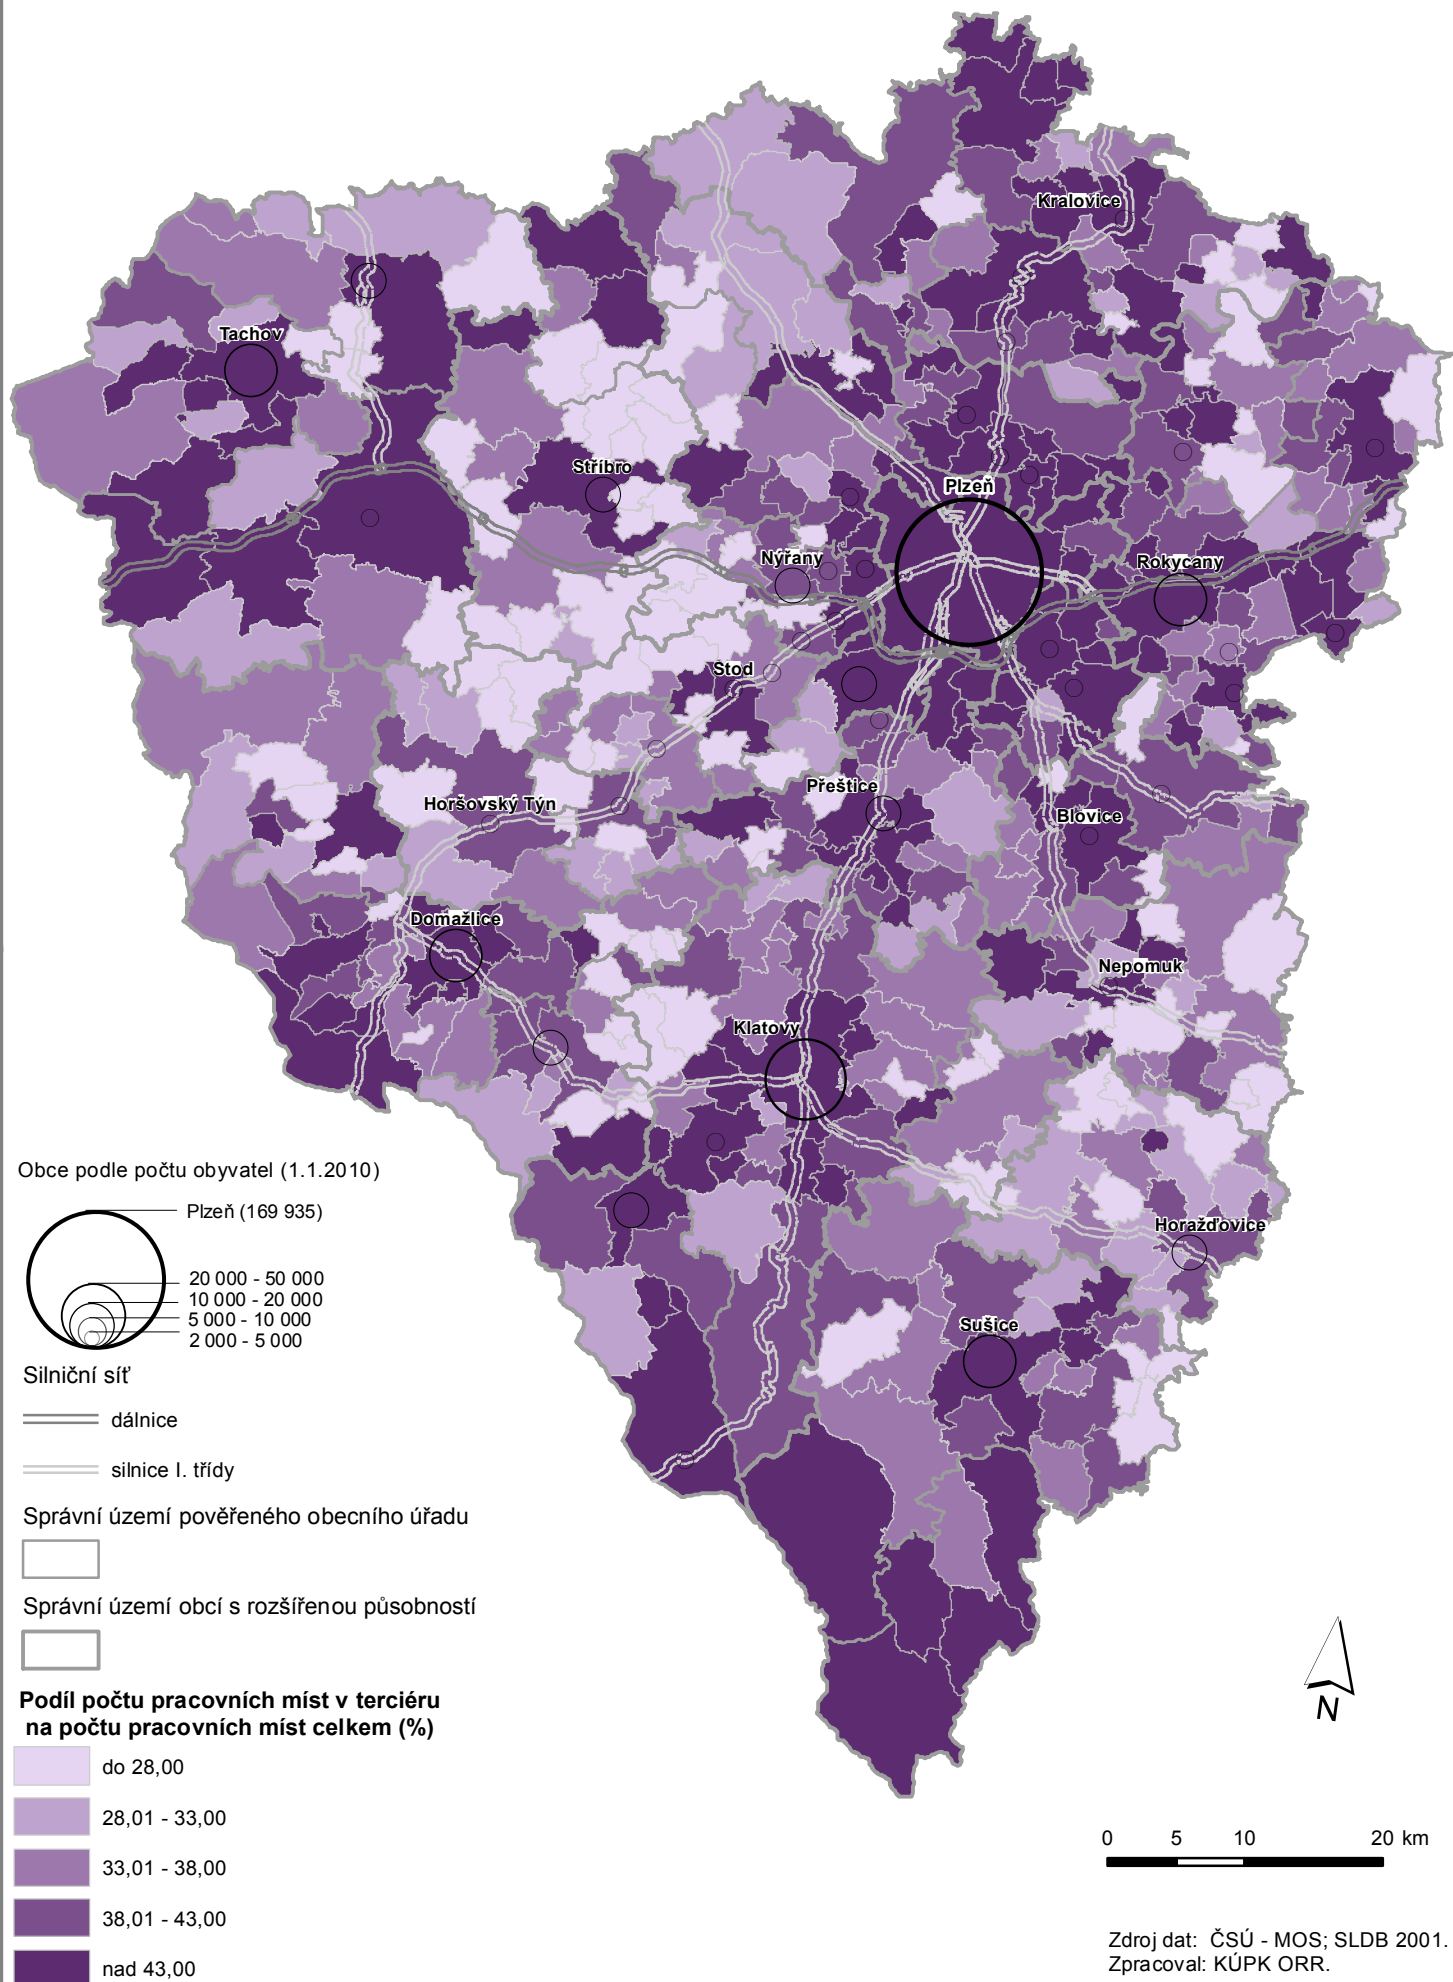 Kralovice
Tachov
Stříbro
Plzeň
Nýřany
Rokycany
Stod
Přeštice
Horšovský Týn
Blovice
Domažlice
Nepomuk
Klatovy
Horažďovice
Sušice
Obce podle počtu obyvatel (1.1.2010)
Plzeň (169 935)
20 000 - 50 000
10 000 - 20 000
5 000 - 10 000
2 000 - 5 000
Silniční síť
dálnice
silnice I. třídy
Správní území pověřeného obecního úřadu
Správní území obcí s rozšířenou působností
Podíl počtu pracovních míst v terciéru
na počtu pracovních míst celkem (%)
do 28,00
28,01 - 33,00
33,01 - 38,00
38,01 - 43,00
nad 43,00
N
0 5 10 20 km
Zdroj dat: ČSÚ - MOS; SLDB 2001.
Zpracoval: KÚPK ORR.